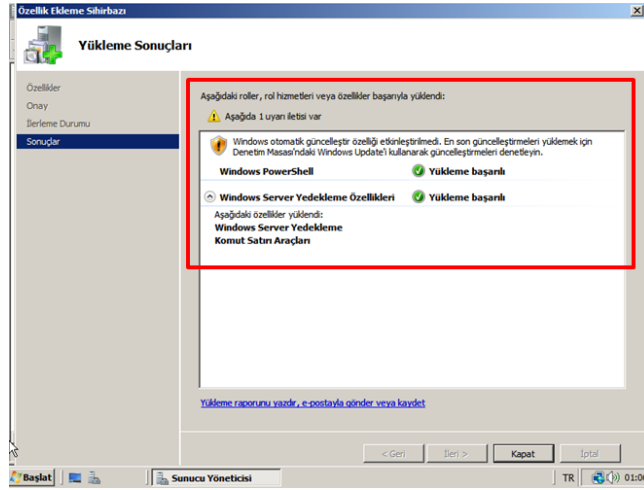 Özellik Ekleme Sihirbazı
Yükleme Sonuçları
Özellikler
Onay
İlerleme Durumu
Sonuçlar
Aşağıdaki roller, rol hizmetleri veya özellikler başarıyla yüklendi:
Aşağıda 1 uyarı iletisi var
Windows otomatik güncelleştir özelliği etkinleştirilmedi. En son güncelleştirmeleri yüklemek için
Denetim Masası'ndaki Windows Update'i kullanarak güncelleştirmeleri denetleyin.
Windows PowerShell Yükleme başarılı
Windows Server Yedekleme Özellikleri Yükleme başarılı
Aşağıdaki özellikler yüklendi:
Windows Server Yedekleme
Komut Satırı Araçları
Yükleme raporunu yazdır, e-postayla gönder veya kaydet
< Geri İleri > Kapat İptal
Başlat Sunucu Yöneticisi TR